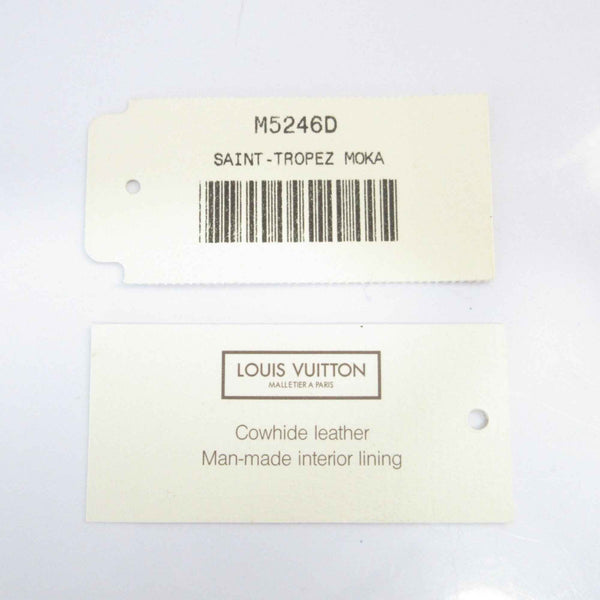 M5246D
SAINT-TROPEZ MOKA
LOUIS VUITTON
MALLETIER A PARIS
Cowhide leather
Man-made interior lining